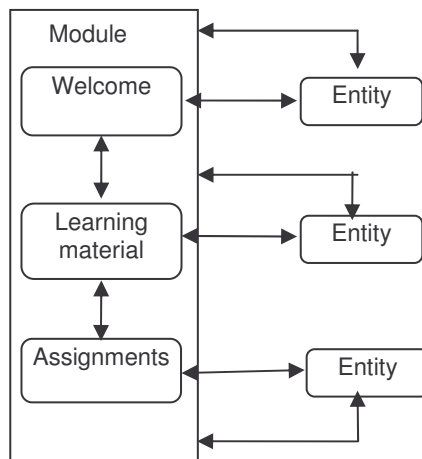 Module
Welcome
Entity
Learning
material
Entity
Assignments
Entity